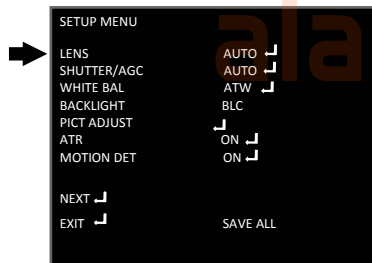 SETUP MENU
LENS AUTO ↵
SHUTTER/AGC AUTO ↵
WHITE BAL ATW ↵
BACKLIGHT BLC
PICT ADJUST ↵
ATR ON ↵
MOTION DET ON ↵
NEXT ↵
EXIT ↵ SAVE ALL
ala